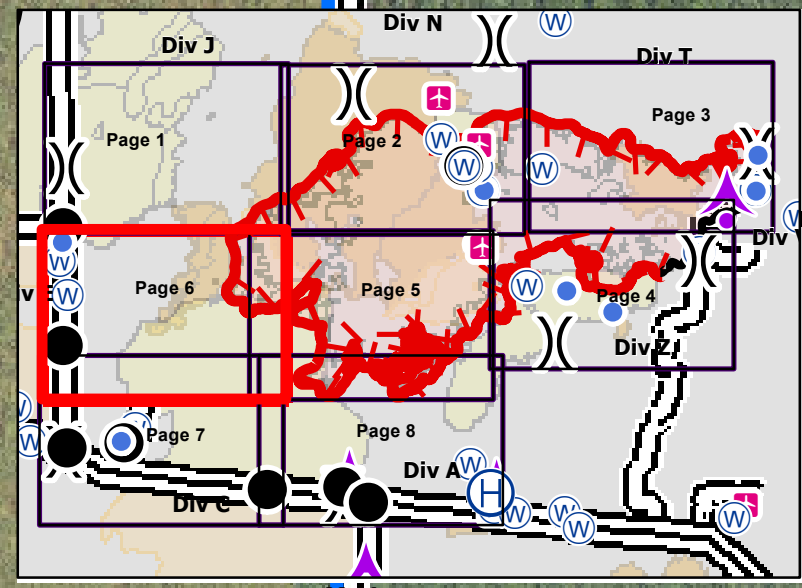 Div N
Div J
Div T
Page 3
Page 1
Page 2
W
W
W
W
W
Div
W
Page 6
Page 5
W
Page 4
W
Div Z
W
W
Page 7
Page 8
W
Div A
W
H
Div C
W
W
W
W